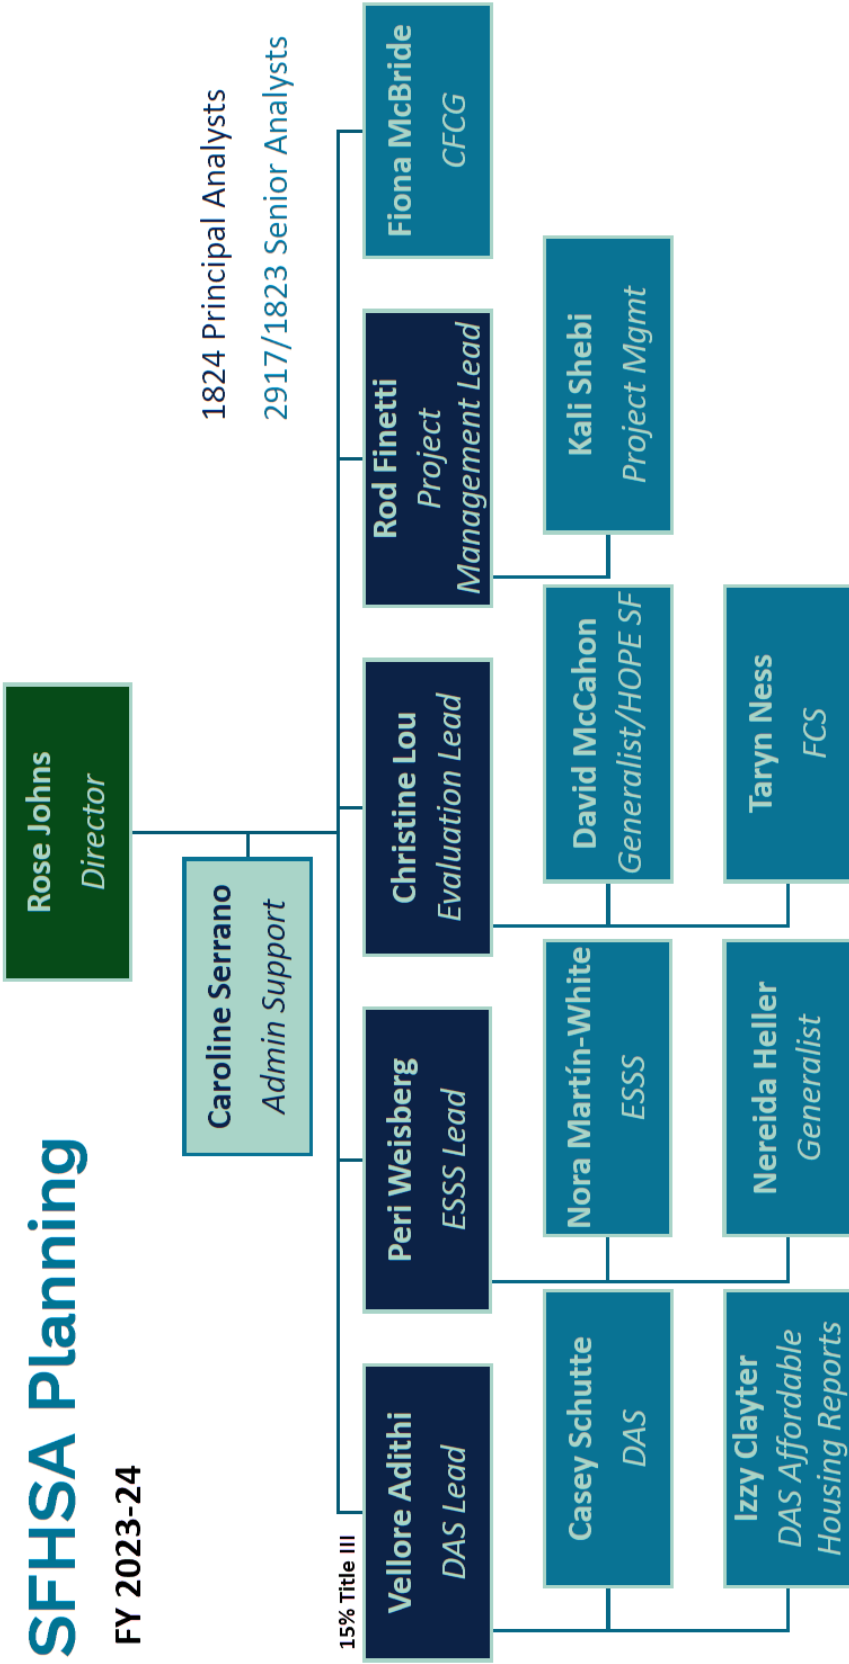 SFHSA Planning
FY 2023-24
Rose Johns
Director
Caroline Serrano
Admin Support
1824 Principal Analysts
2917/1823 Senior Analysts
15% Title III
Vellore Adithi
DAS Lead
Peri Weisberg
ESSS Lead
Christine Lou
Evaluation Lead
Rod Finetti
Project
Management Lead
Fiona McBride
CFCG
Casey Schutte
DAS
Nora Martín-White
ESSS
David McCahon
Generalist/HOPE SF
Kali Shebi
Project Mgmt
Izzy Clayter
DAS Affordable
Housing Reports
Nereida Heller
Generalist
Taryn Ness
FCS